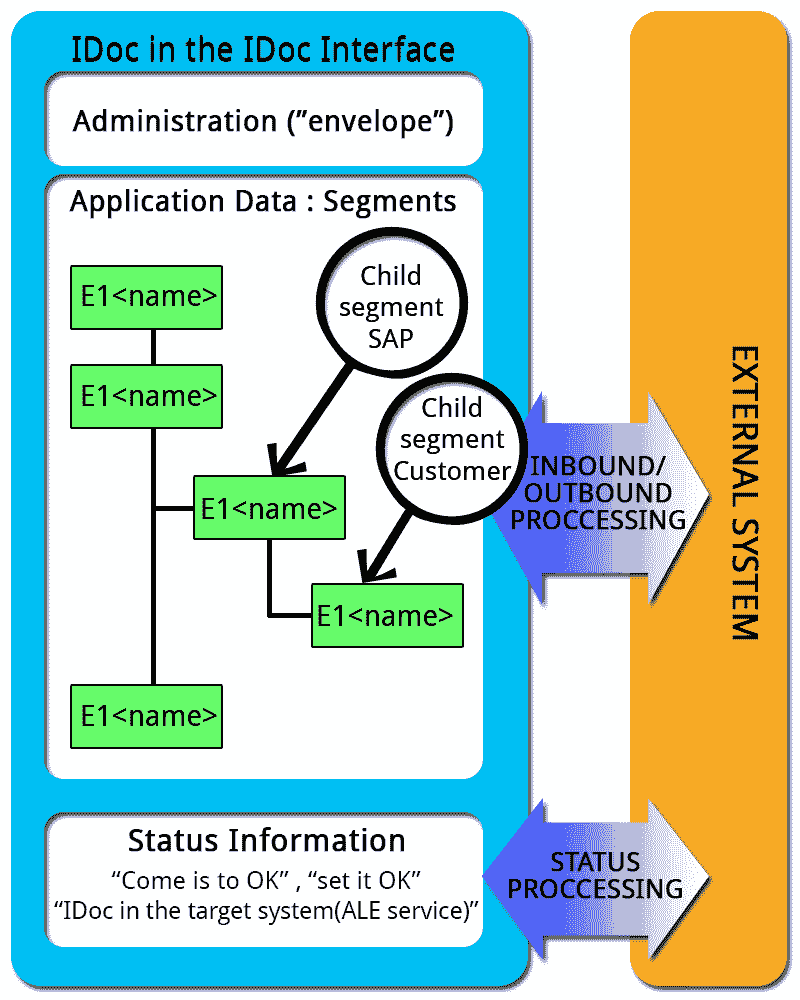 IDoc in the IDoc Interface
Administration (”envelope”)
Application Data : Segments
Child
segment
SAP
E1<name>
E1<name>
Child
segment
Customer
E1<name>
E1<name>
E1<name>
INBOUND/
OUTBOUND
PROCCESSING
EXTERNAL SYSTEM
Status Information
“Come is to OK” , “set it OK”
“IDoc in the target system(ALE service)”
STATUS
PROCCESSING